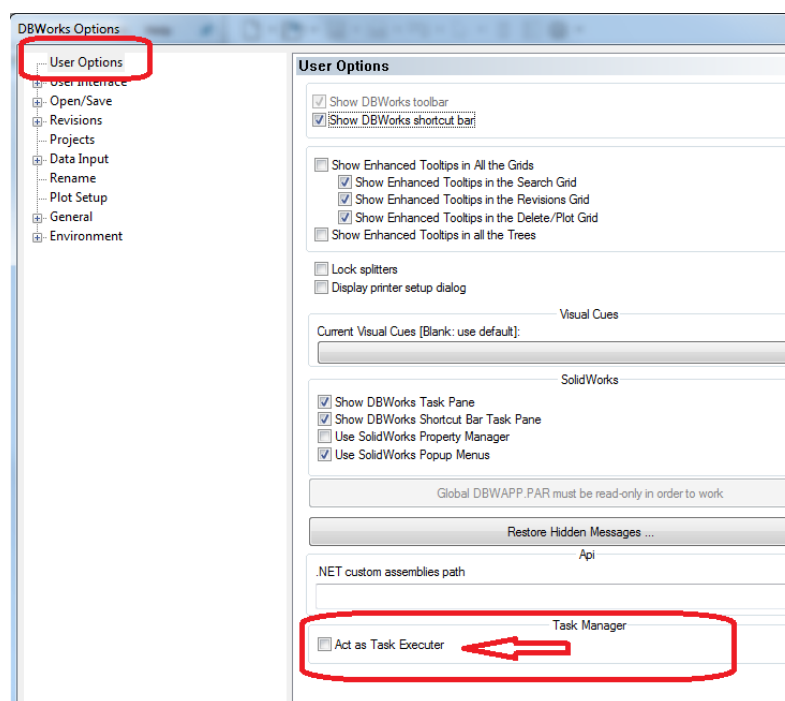 DBWorks Options
User Options
User Interface
Open/Save
Revisions
Projects
Data Input
Rename
Plot Setup
General
Environment
User Options
Show DBWorks toolbar
Show DBWorks shortcut bar
Show Enhanced Tooltips in All the Grids
Show Enhanced Tooltips in the Search Grid
Show Enhanced Tooltips in the Revisions Grid
Show Enhanced Tooltips in the Delete/Plot Grid
Show Enhanced Tooltips in all the Trees
Lock splitters
Display printer setup dialog
Visual Cues
Current Visual Cues [Blank: use default]:
SolidWorks
Show DBWorks Task Pane
Show DBWorks Shortcut Bar Task Pane
Use SolidWorks Property Manager
Use SolidWorks Popup Menus
Global DBWAPP.PAR must be read-only in order to work
Restore Hidden Messages ...
Api
.NET custom assemblies path
Task Manager
Act as Task Executer